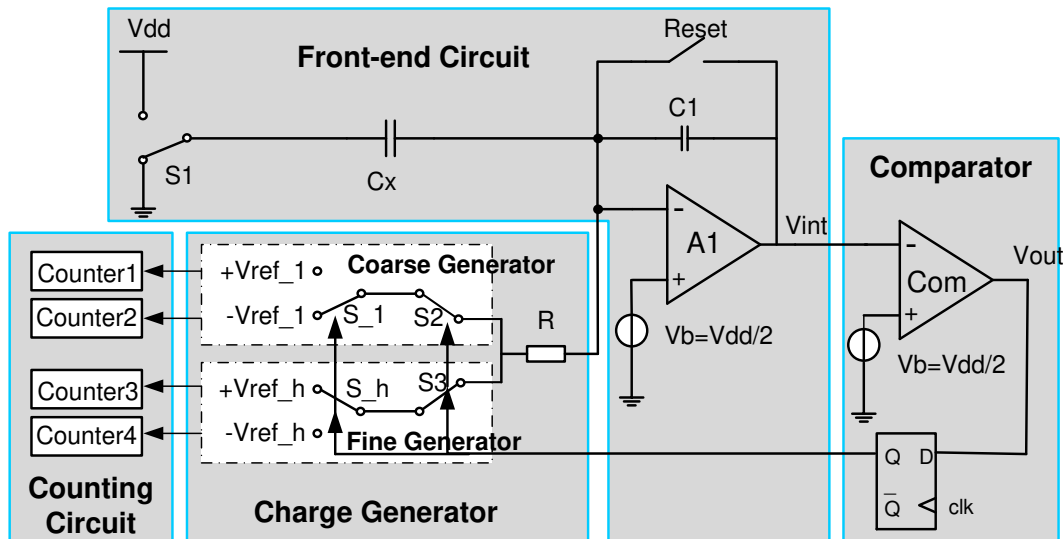 Vdd
Front-end Circuit
Reset
C1
S1
Cx
Comparator
A1
-
+
Vint
-
+
Com
Vout
Counter1
Counter2
Counter3
Counter4
+Vref_1
-Vref_1
Coarse Generator
S_1
S2
R
Vb=Vdd/2
Vb=Vdd/2
+Vref_h
-Vref_h
S_h
S3
Fine Generator
Q
D
Q̅
clk
Counting
Circuit
Charge Generator